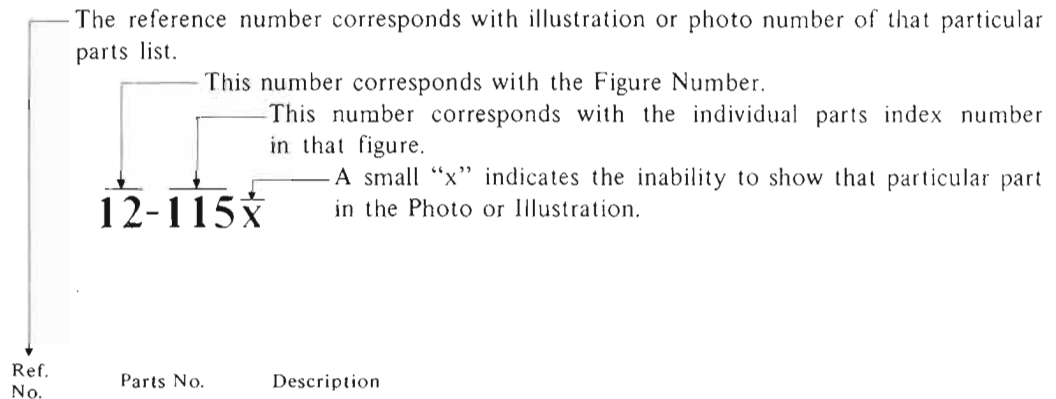 The reference number corresponds with illustration or photo number of that particular
parts list.
This number corresponds with the Figure Number.
This number corresponds with the individual parts index number
in that figure.
A small “x” indicates the inability to show that particular part
in the Photo or Illustration.
12-115x
Ref.
No.
Parts No.
Description